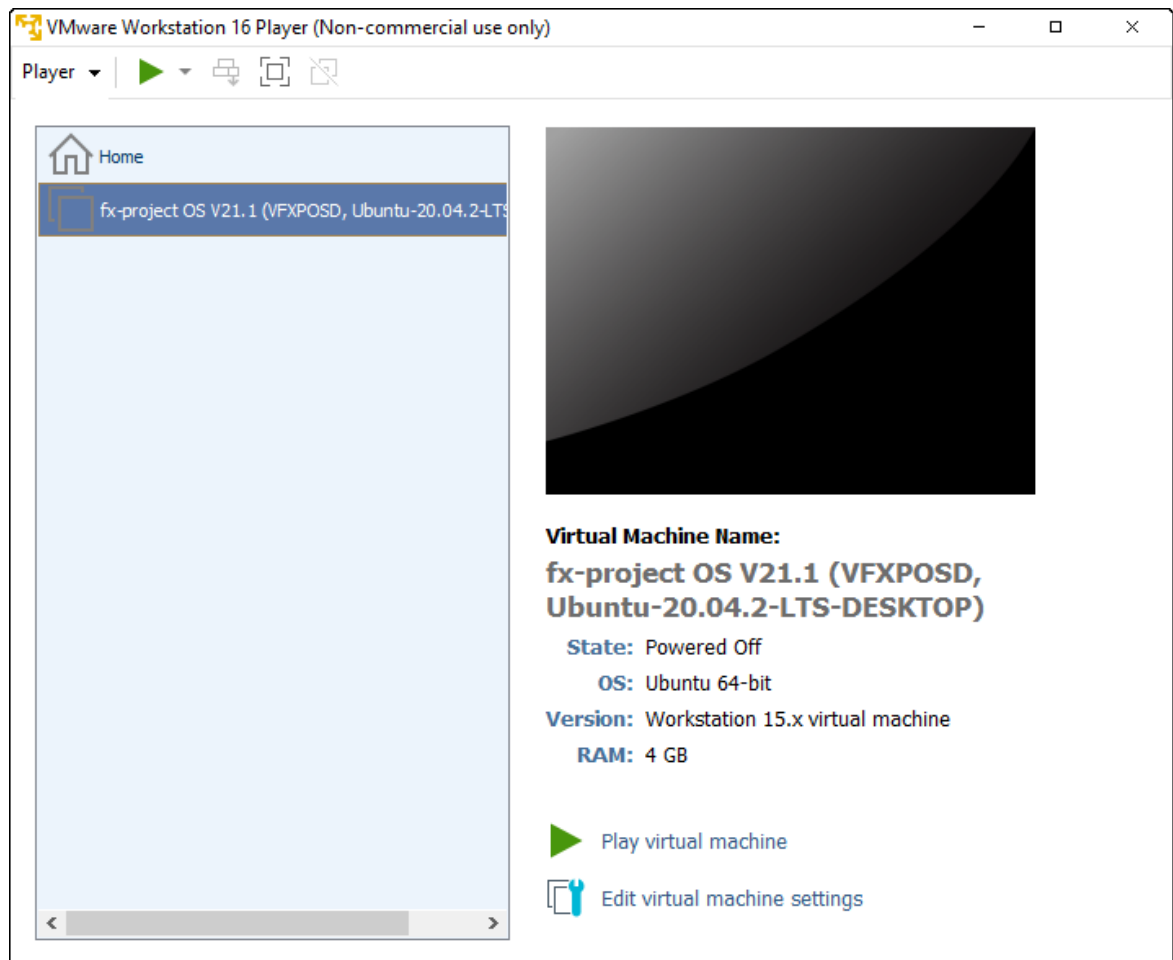 VMware Workstation 16 Player (Non-commercial use only)
Player
Home
fx-project OS V21.1 (VFXPOSD, Ubuntu-20.04.2-LTS
Virtual Machine Name:
fx-project OS V21.1 (VFXPOSD,
Ubuntu-20.04.2-LTS-DESKTOP)
State: Powered Off
OS: Ubuntu 64-bit
Version: Workstation 15.x virtual machine
RAM: 4 GB
Play virtual machine
Edit virtual machine settings